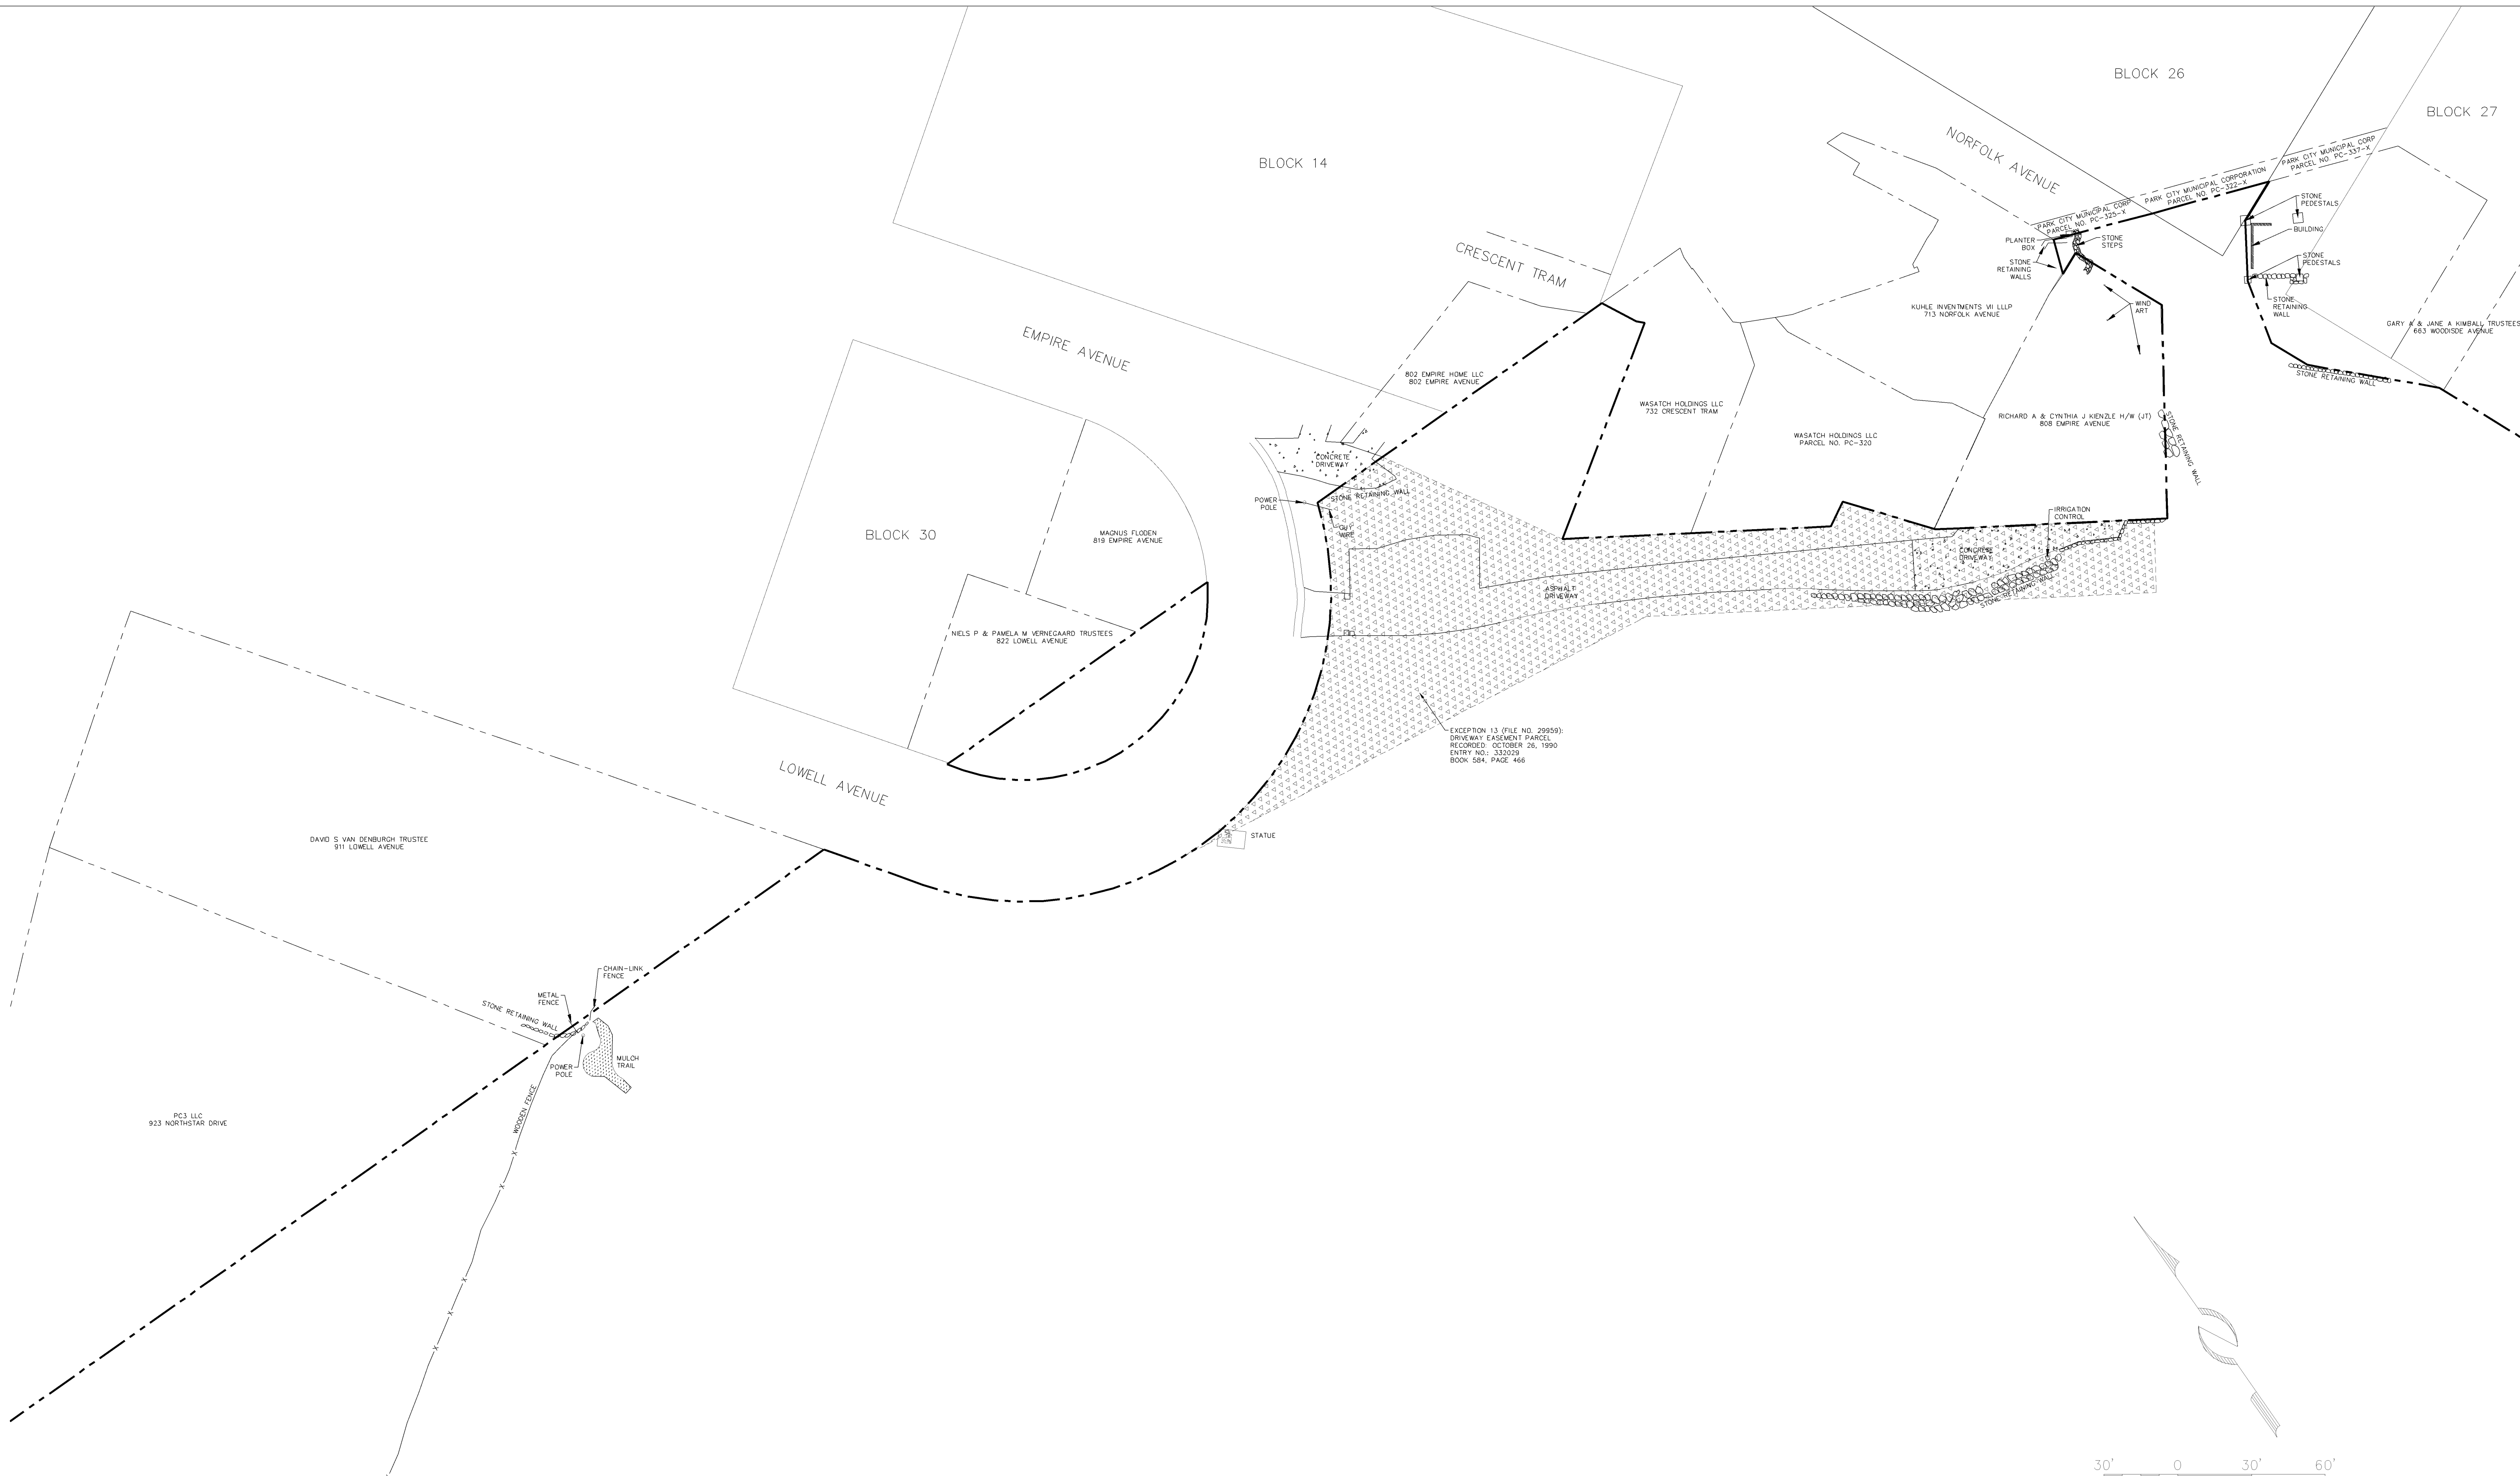 BLOCK 26
BLOCK 27
BLOCK 14
NORFOLK AVENUE
PARK CITY MUNICIPAL CORP
PARCEL NO. PC-337-X
PARK CITY MUNICIPAL CORPORATION
PARCEL NO. PC-322-X
PARK CITY MUNICIPAL CORP
PARCEL NO. PC-325-X
STONE
PEDESTALS
BUILDING
STONE
PEDESTALS
PLANTER
BOX
STONE
STEPS
STONE
RETAINING
WALLS
CRESCENT TRAM
WIND
ART
STONE
RETAINING
WALL
KUHLE INVENTMENTS VII LLLP
713 NORFOLK AVENUE
GARY A & JANE A KIMBALL TRUSTEES
663 WOODISDE AVENUE
EMPIRE AVENUE
802 EMPIRE HOME LLC
802 EMPIRE AVENUE
STONE RETAINING WALL
WASATCH HOLDINGS LLC
732 CRESCENT TRAM
RICHARD A & CYNTHIA J KIENZLE H/W (JT)
808 EMPIRE AVENUE
WASATCH HOLDINGS LLC
PARCEL NO. PC-320
STONE RETAINING WALL
CONCRETE
DRIVEWAY
STONE RETAINING WALL
POWER
POLE
GUY
WIRE
IRRIGATION
CONTROL
BLOCK 30
MAGNUS FLODEN
819 EMPIRE AVENUE
CONCRETE
DRIVEWAY
ASPHALT
DRIVEWAY
STONE RETAINING WALL
NIELS P & PAMELA M VERNEGAARD TRUSTEES
822 LOWELL AVENUE
EXCEPTION 13 (FILE NO. 29959):
DRIVEWAY EASEMENT PARCEL
RECORDED: OCTOBER 26, 1990
ENTRY NO.: 332029
BOOK 584, PAGE 466
LOWELL AVENUE
STATUE
DAVID S VAN DENBURGH TRUSTEE
911 LOWELL AVENUE
CHAIN-LINK
FENCE
METAL
FENCE
STONE RETAINING WALL
MULCH
TRAIL
POWER
POLE
WOODEN FENCE
X
X
X
X
X
PC3 LLC
923 NORTHSTAR DRIVE
30' 0 30' 60'